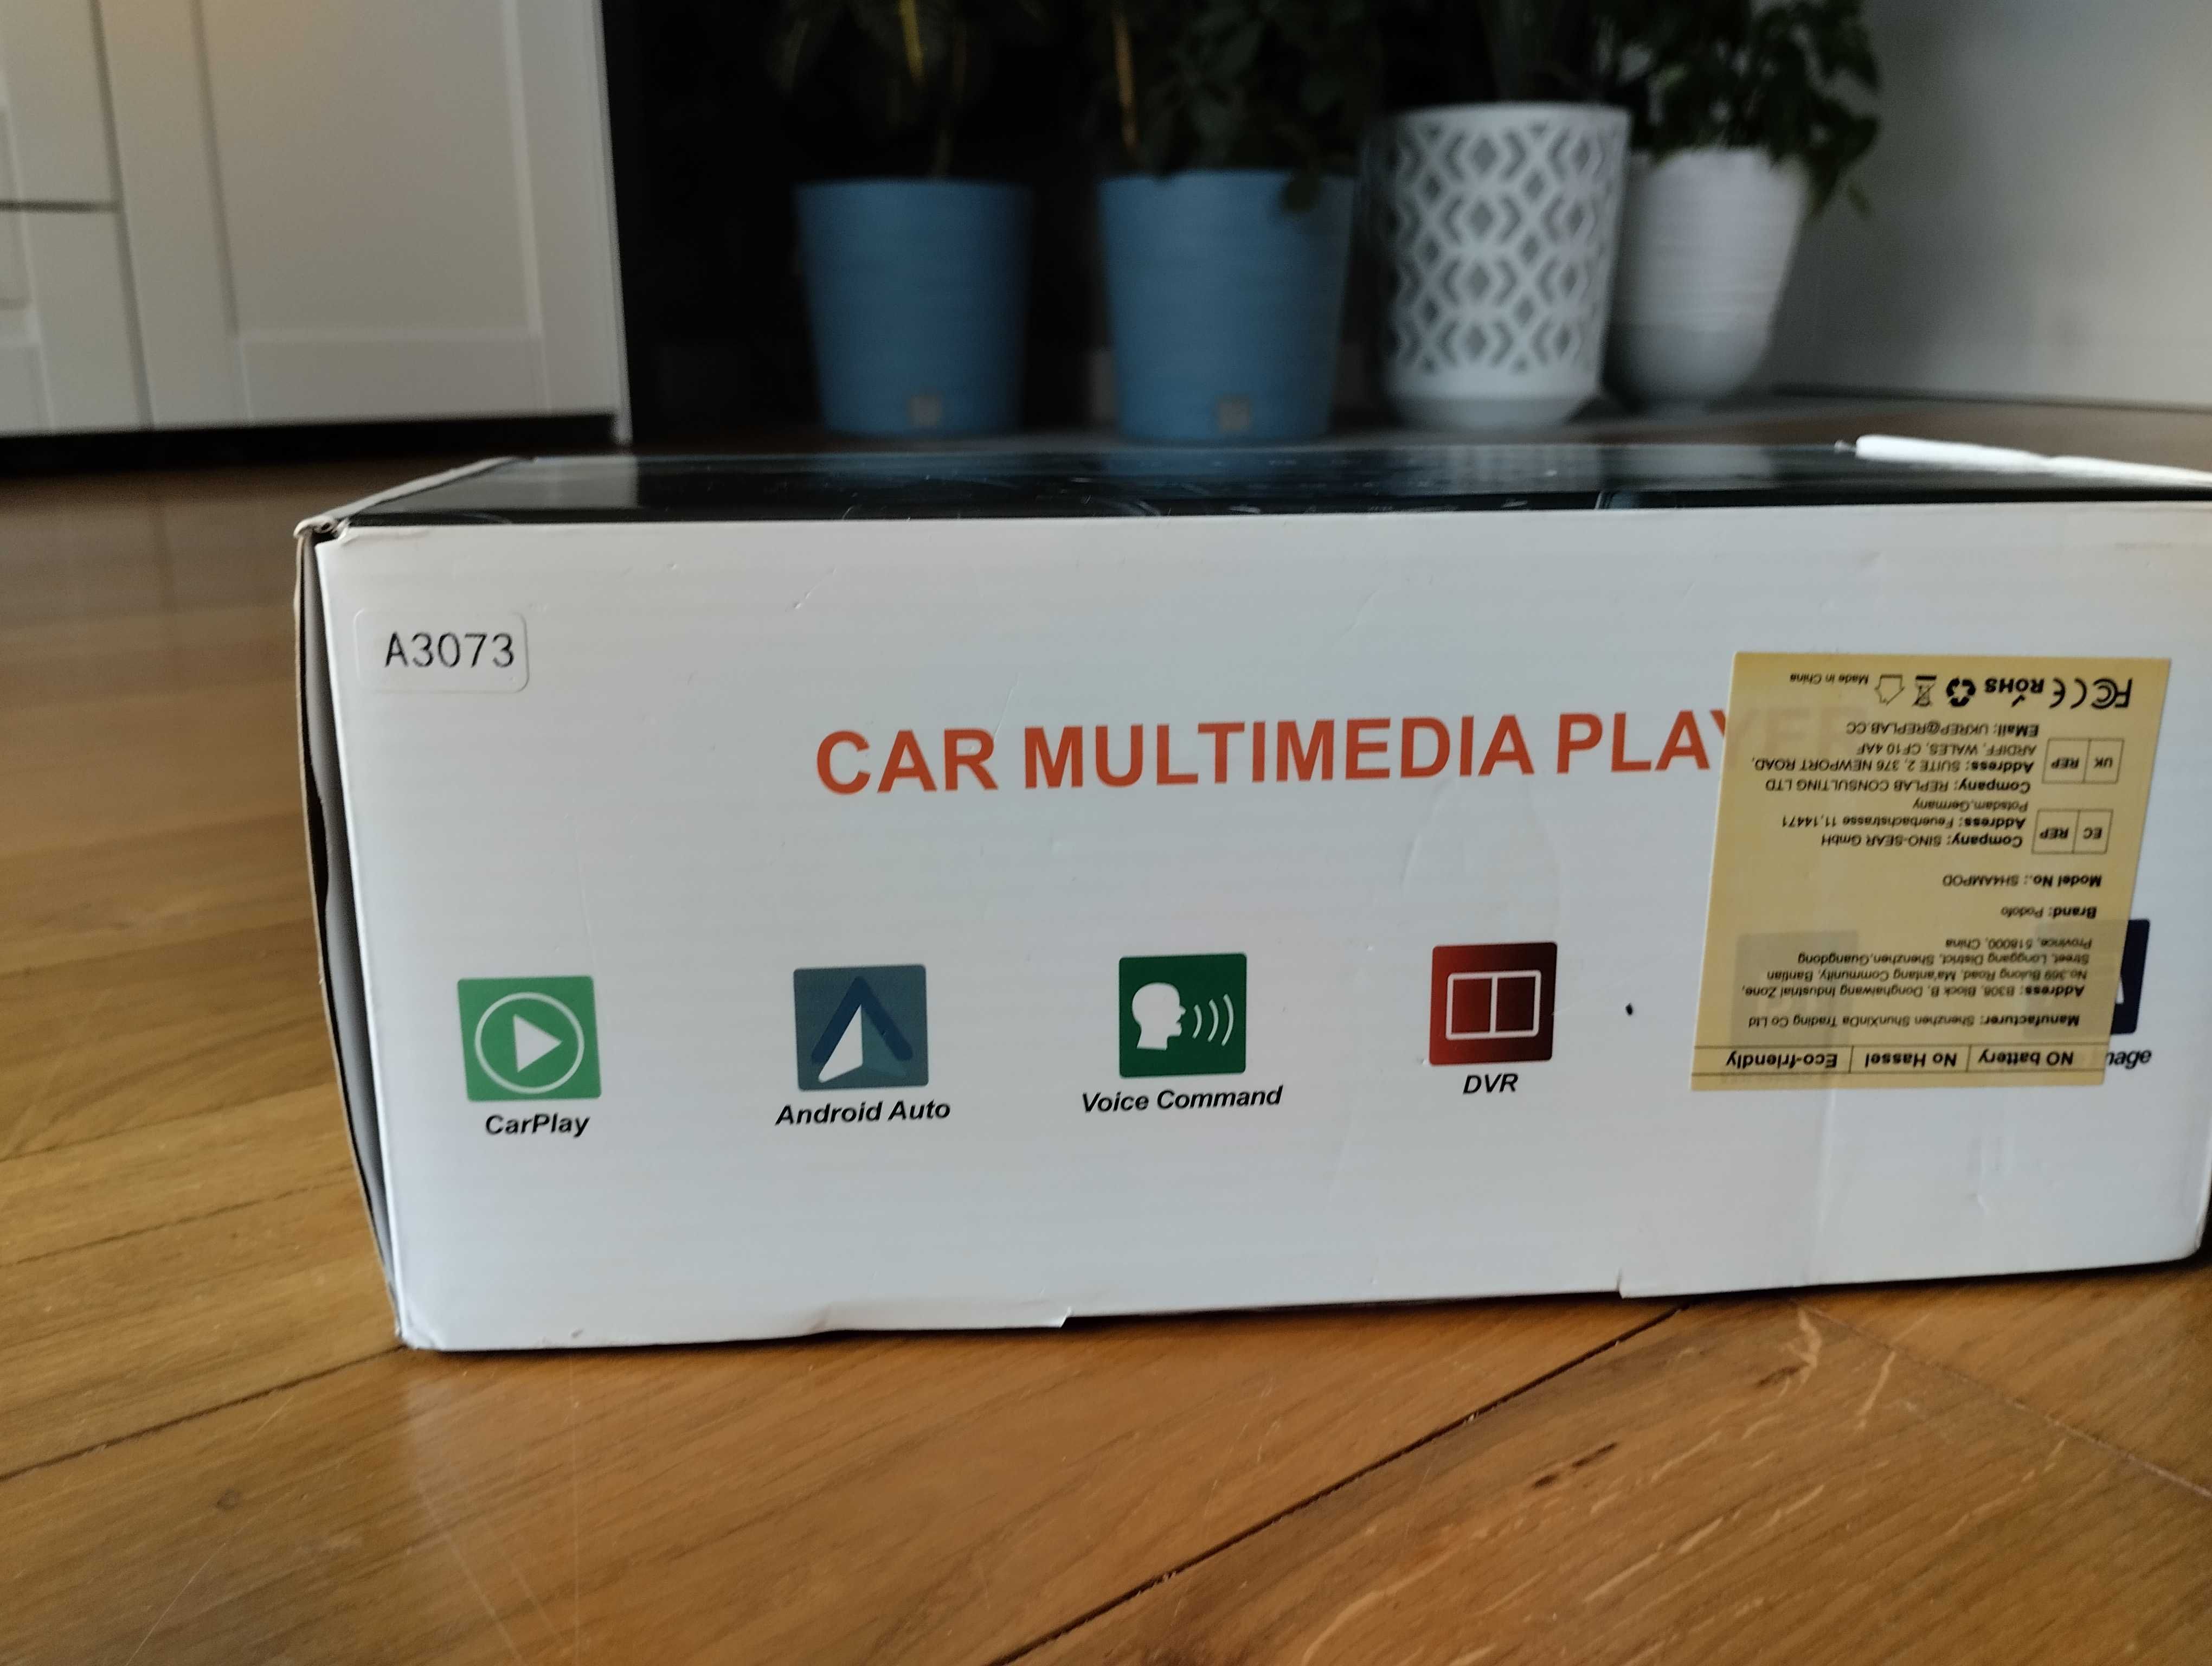 A3073
CAR MULTIMEDIA PLAY
CarPlay
Android Auto
Voice Command
DVR
NO battery | No Hassel | Eco-friendly
Manufacturer: Shenzhen ShunXinDa Trading Co Ltd
Address: B308, Block B, Donghaiwang Industrial Zone,
No.369 Bulong Road, Ma'antang Community, Bantian
Street, Longgang District, Shenzhen,Guangdong
Province, 518000, China
Brand: Podofo
Model No.: SH4AMPOD
EC REP
Company: SINO-SEAR GmbH
Address: Feuerbachstrasse 11,14471
Potsdam,Germany
UK REP
Company: REPLAB CONSULTING LTD
Address: SUITE 2, 376 NEWPORT ROAD,
ARDIFF, WALES, CF10 4AF
EMail: UKREP@REPLAB.CC
FC CE ROHS
Made in China